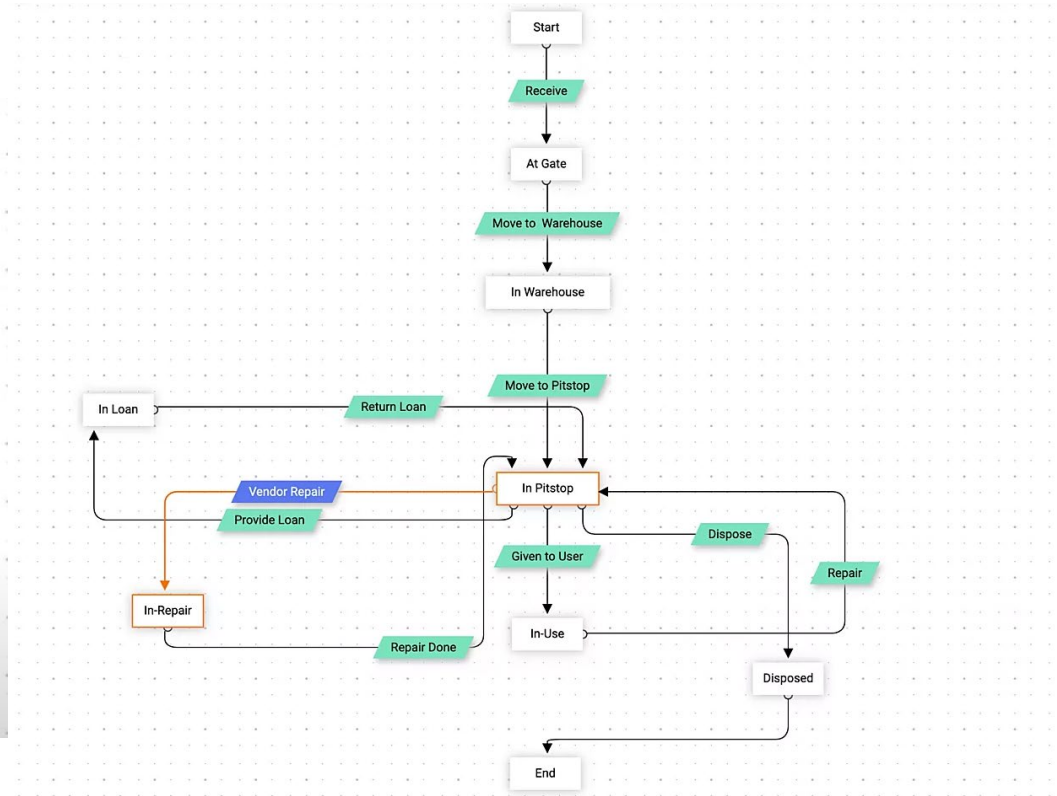 Start
Receive
At Gate
Move to Warehouse
In Warehouse
Move to Pitstop
In Loan
Return Loan
In Pitstop
Vendor Repair
Provide Loan
Dispose
Given to User
Repair
In-Repair
In-Use
Repair Done
Disposed
End